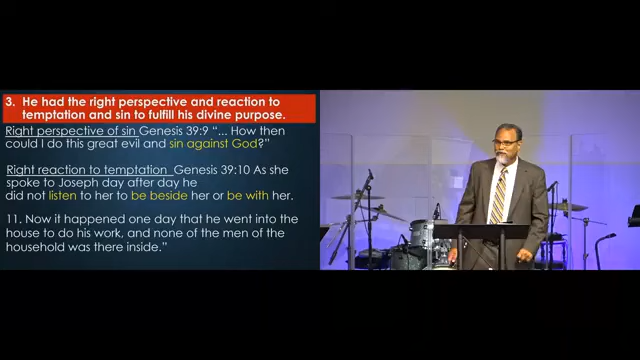 3. He had the right perspective and reaction to
temptation and sin to fulfill his divine purpose.
Right perspective of sin Genesis 39:9 “... How then
could I do this great evil and sin against God?”
Right reaction to temptation Genesis 39:10 As she
spoke to Joseph day after day he
did not listen to her to be beside her or be with her.
11. Now it happened one day that he went into the
house to do his work, and none of the men of the
household was there inside.”